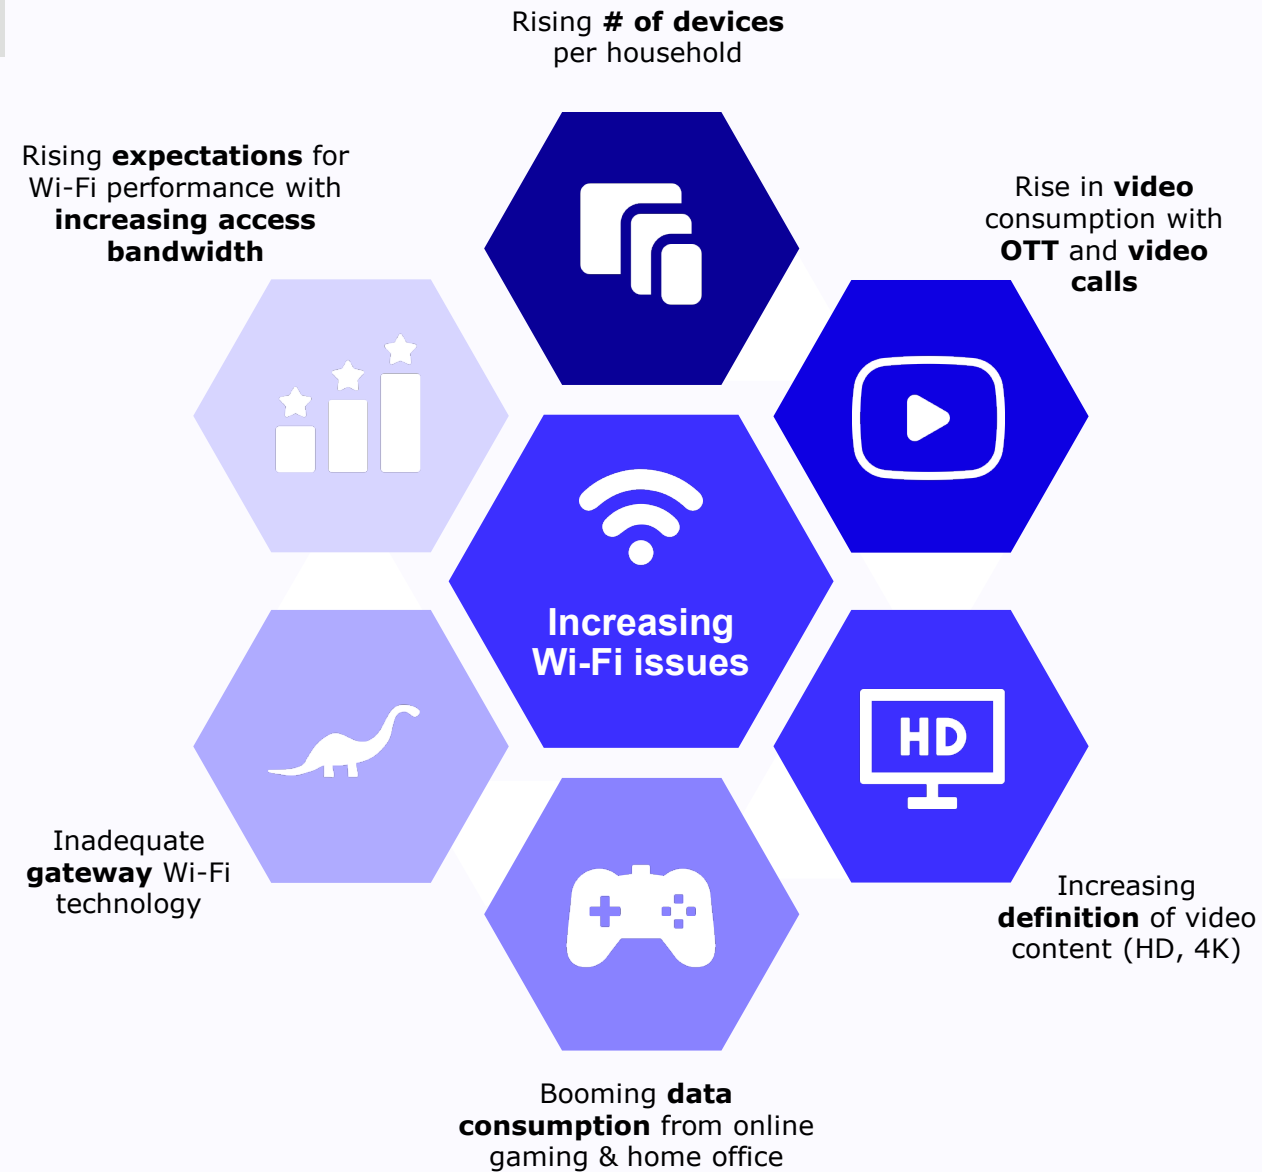 Rising # of devices
per household
Rising expectations for
Wi-Fi performance with
increasing access
bandwidth
Rise in video
consumption with
OTT and video
calls
Increasing
Wi-Fi issues
HD
Inadequate
gateway Wi-Fi
technology
Increasing
definition of video
content (HD, 4K)
Booming data
consumption from online
gaming & home office